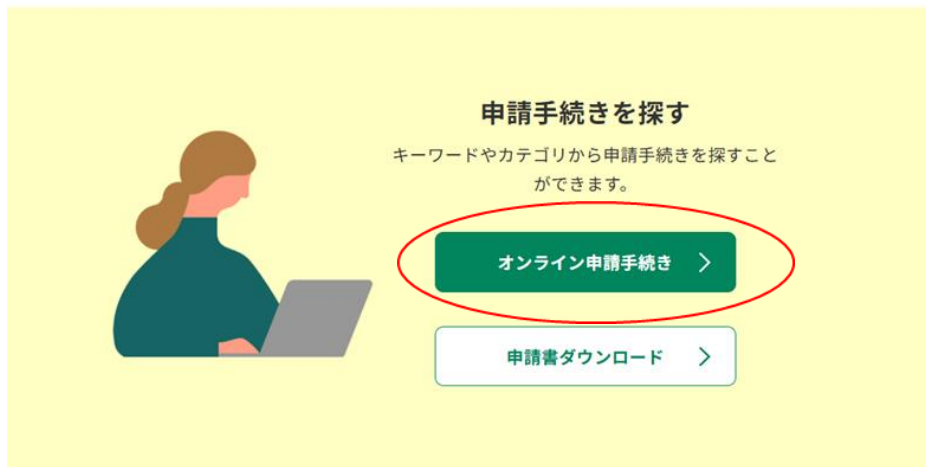 申請手続きを探す
キーワードやカテゴリから申請手続きを探すこと
ができます。
オンライン申請手続き
申請書ダウンロード